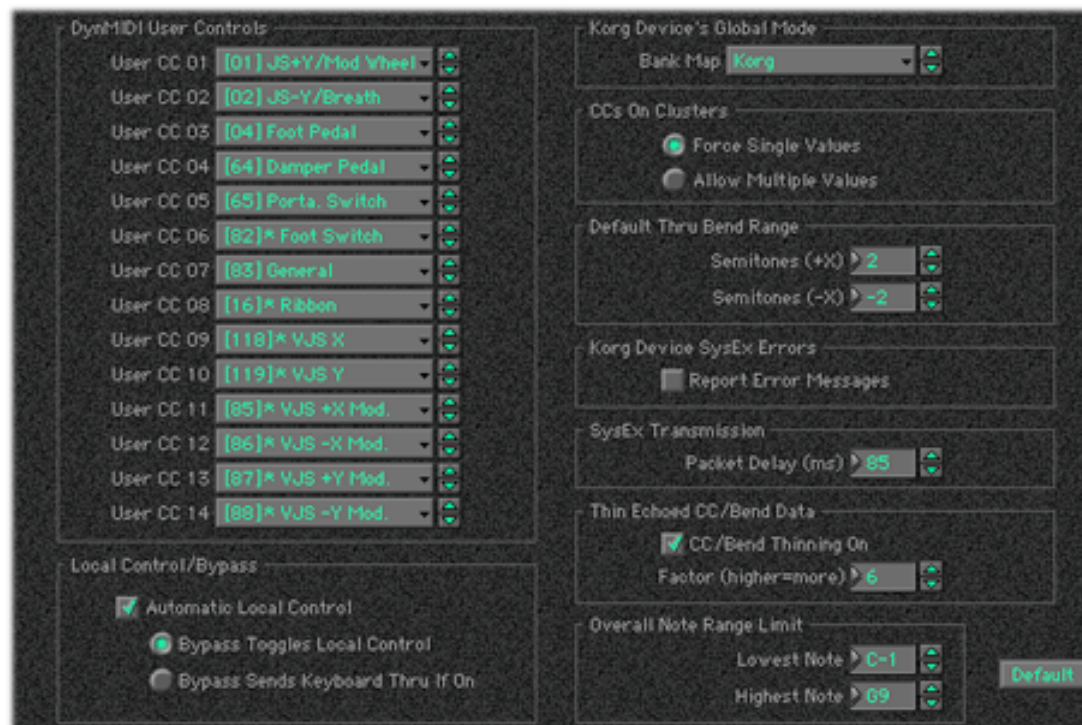 DynMIDI User Controls
User CC 01 [01] JS+Y/Mod Wheel
User CC 02 [02] JS-Y/Breath
User CC 03 [04] Foot Pedal
User CC 04 [64] Damper Pedal
User CC 05 [65] Porta. Switch
User CC 06 [82]* Foot Switch
User CC 07 [83] General
User CC 08 [16]* Ribbon
User CC 09 [118]* VJS X
User CC 10 [119]* VJS Y
User CC 11 [85]* VJS +X Mod.
User CC 12 [86]* VJS -X Mod.
User CC 13 [87]* VJS +Y Mod.
User CC 14 [88]* VJS -Y Mod.
Local Control/Bypass
Automatic Local Control
Bypass Toggles Local Control
Bypass Sends Keyboard Thru If On
Korg Device's Global Mode
Bank Map Korg
CCs On Clusters
Force Single Values
Allow Multiple Values
Default Thru Bend Range
Semitones (+X) 2
Semitones (-X) -2
Korg Device SysEx Errors
Report Error Messages
SysEx Transmission
Packet Delay (ms) 85
Thin Echoed CC/Bend Data
CC/Bend Thinning On
Factor (higher=more) 6
Overall Note Range Limit
Lowest Note C-1
Highest Note G9
Default